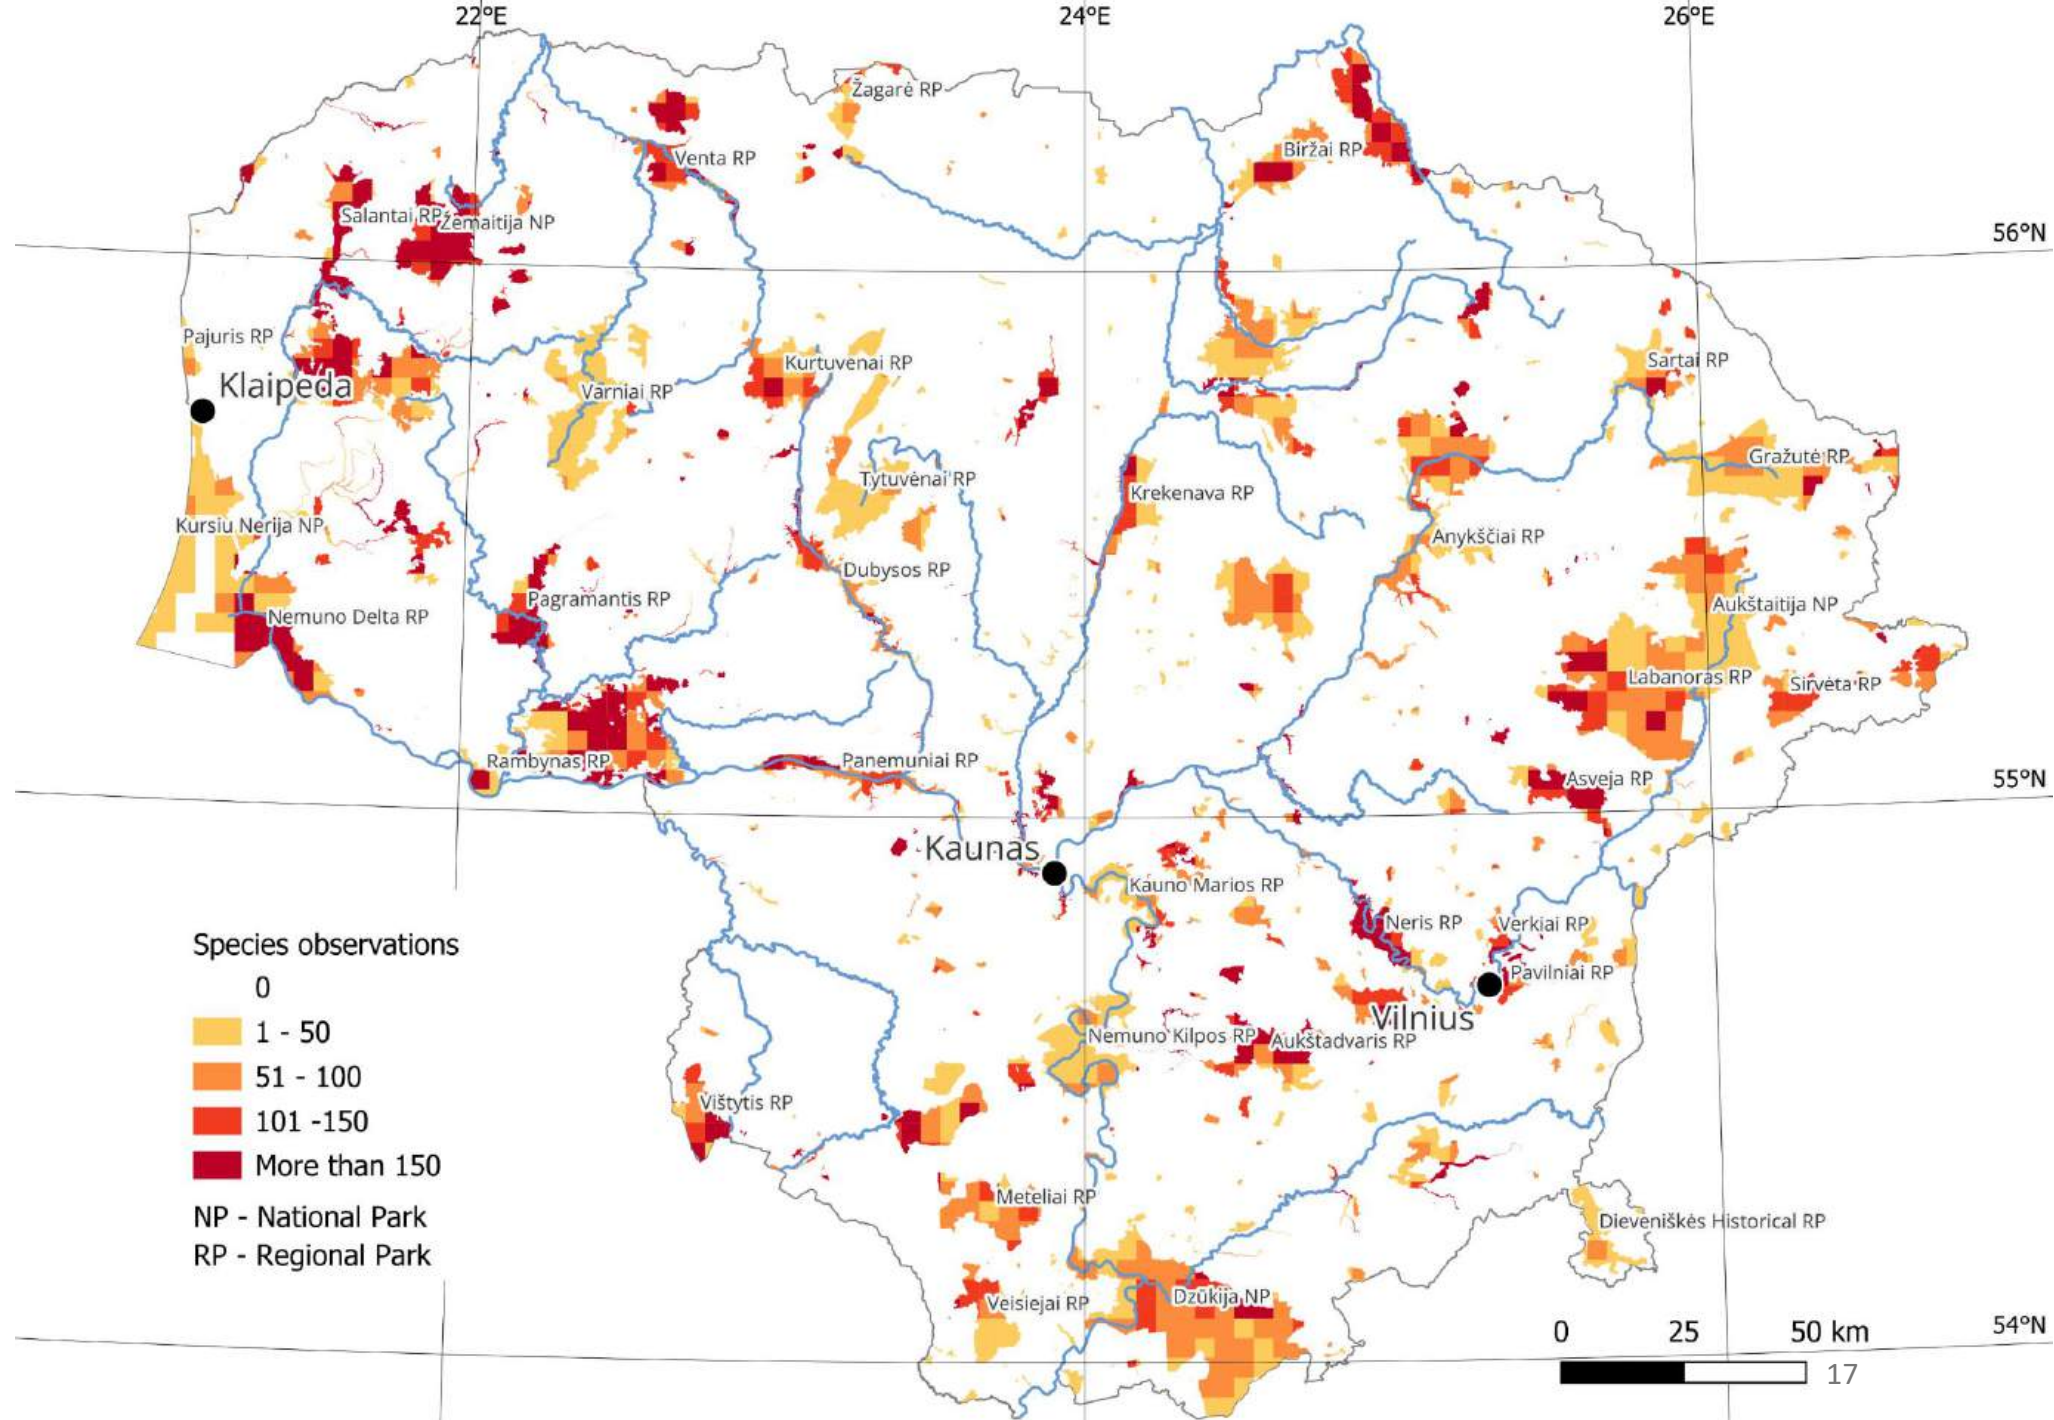 22°E
24°E
26°E
Žagarė RP
Venta RP
Biržai RP
Salantai RP
Žemaitija NP
56°N
Pajuris RP
Klaipeda
Kurtuvenai RP
Sartai RP
Varniai RP
Gražutė RP
Tytuvėnai RP
Krekenava RP
Kursiu Nerija NP
Anykščiai RP
Dubysos RP
Pagramantis RP
Aukštaitija NP
Nemuno Delta RP
Labanoras RP
Sirvėta RP
Rambynas RP
Panemuniai RP
Asveja RP
55°N
Kaunas
Kauno Marios RP
Neris RP
Verkiai RP
Pavilniai RP
Vilnius
Nemuno Kilpos RP
Aukštadvaris RP
Vištytis RP
Meteliai RP
Dieveniškės Historical RP
Veisiejai RP
Dzūkija NP
54°N
Species observations
0
1 - 50
51 - 100
101 -150
More than 150
NP - National Park
RP - Regional Park
0 25 50 km
17